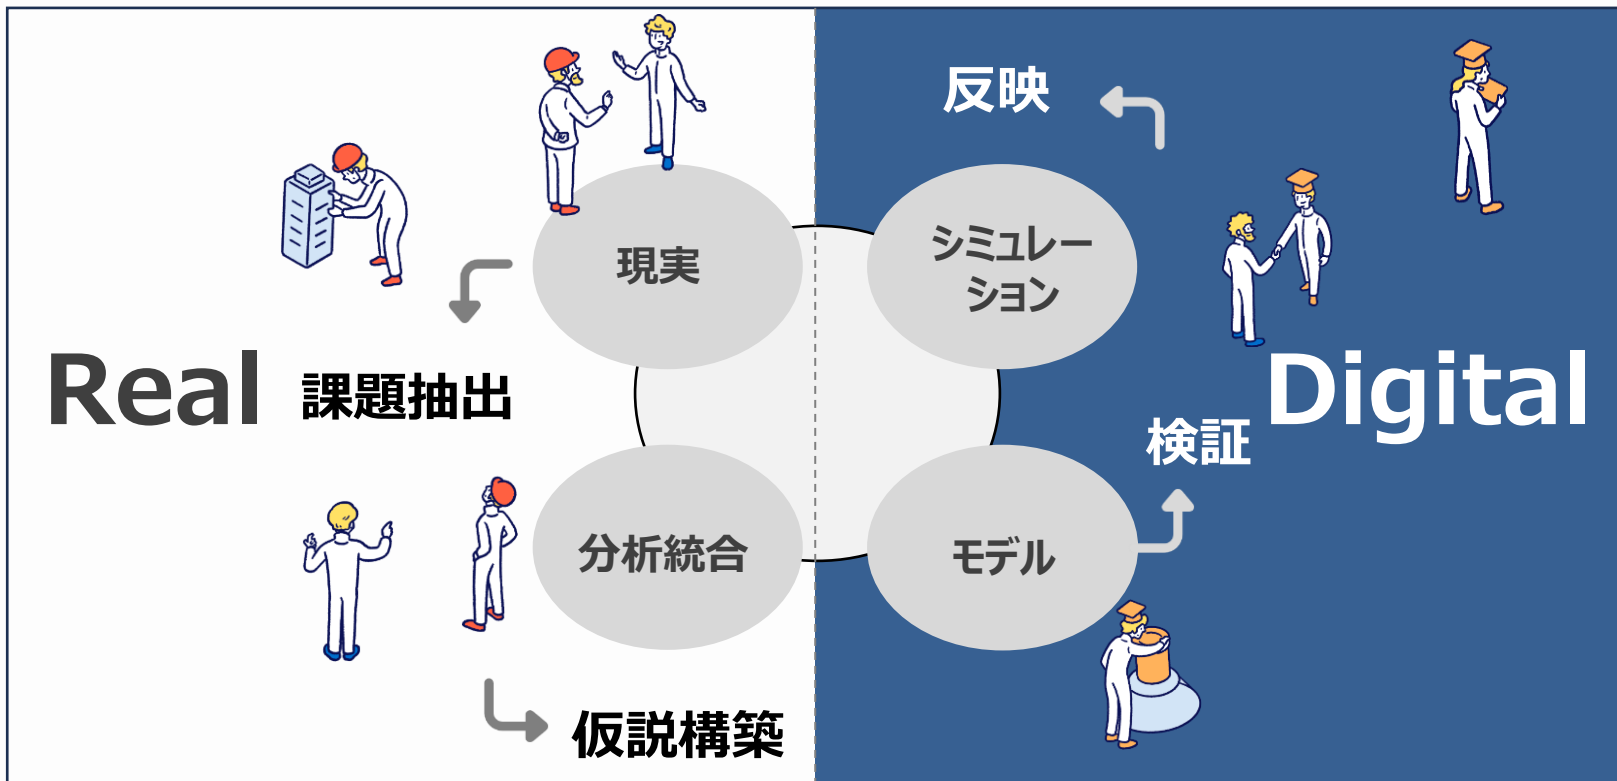 反映
現実
シミュレー
ション
Real
課題抽出
Digital
検証
分析統合
モデル
仮説構築